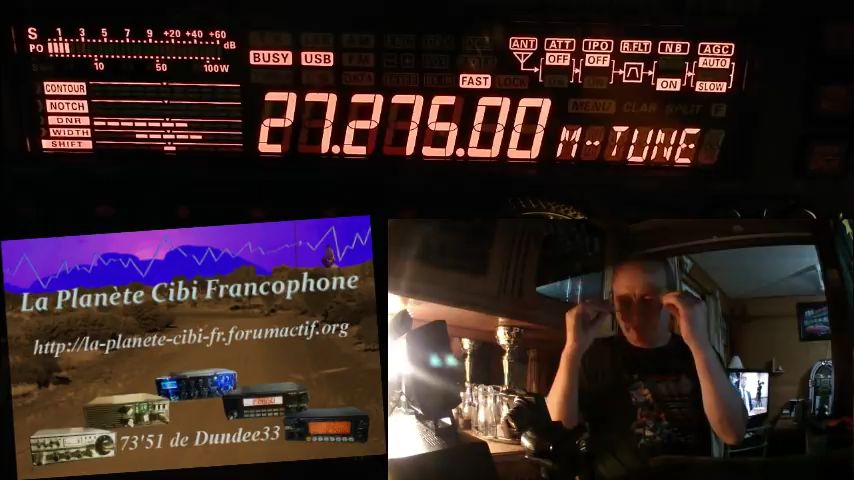 S 1 3 5 7 9 +20 +40 +60 dB
PO 10 50 100W
BUSY USB
ANT ATT IPO R.FLT NB AGC
OFF OFF AUTO
ON SLOW
FAST LOCK
CONTOUR
NOTCH
DNR
WIDTH
SHIFT
MENU CLAR SPLIT
27.275.00 M-TUNE
La Planète Cibi Francophone
http://la-planete-cibi-fr.forumactif.org
73'51 de Dundee33